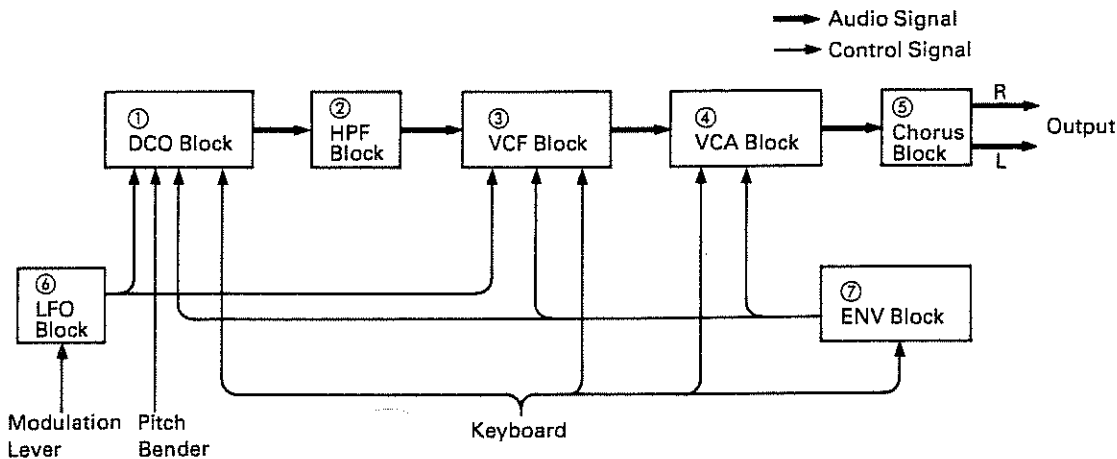 Audio Signal
Control Signal
①
DCO Block
②
HPF
Block
③
VCF Block
④
VCA Block
⑤
Chorus
Block
R
L
Output
⑥
LFO
Block
⑦
ENV Block
Modulation
Lever
Pitch
Bender
Keyboard